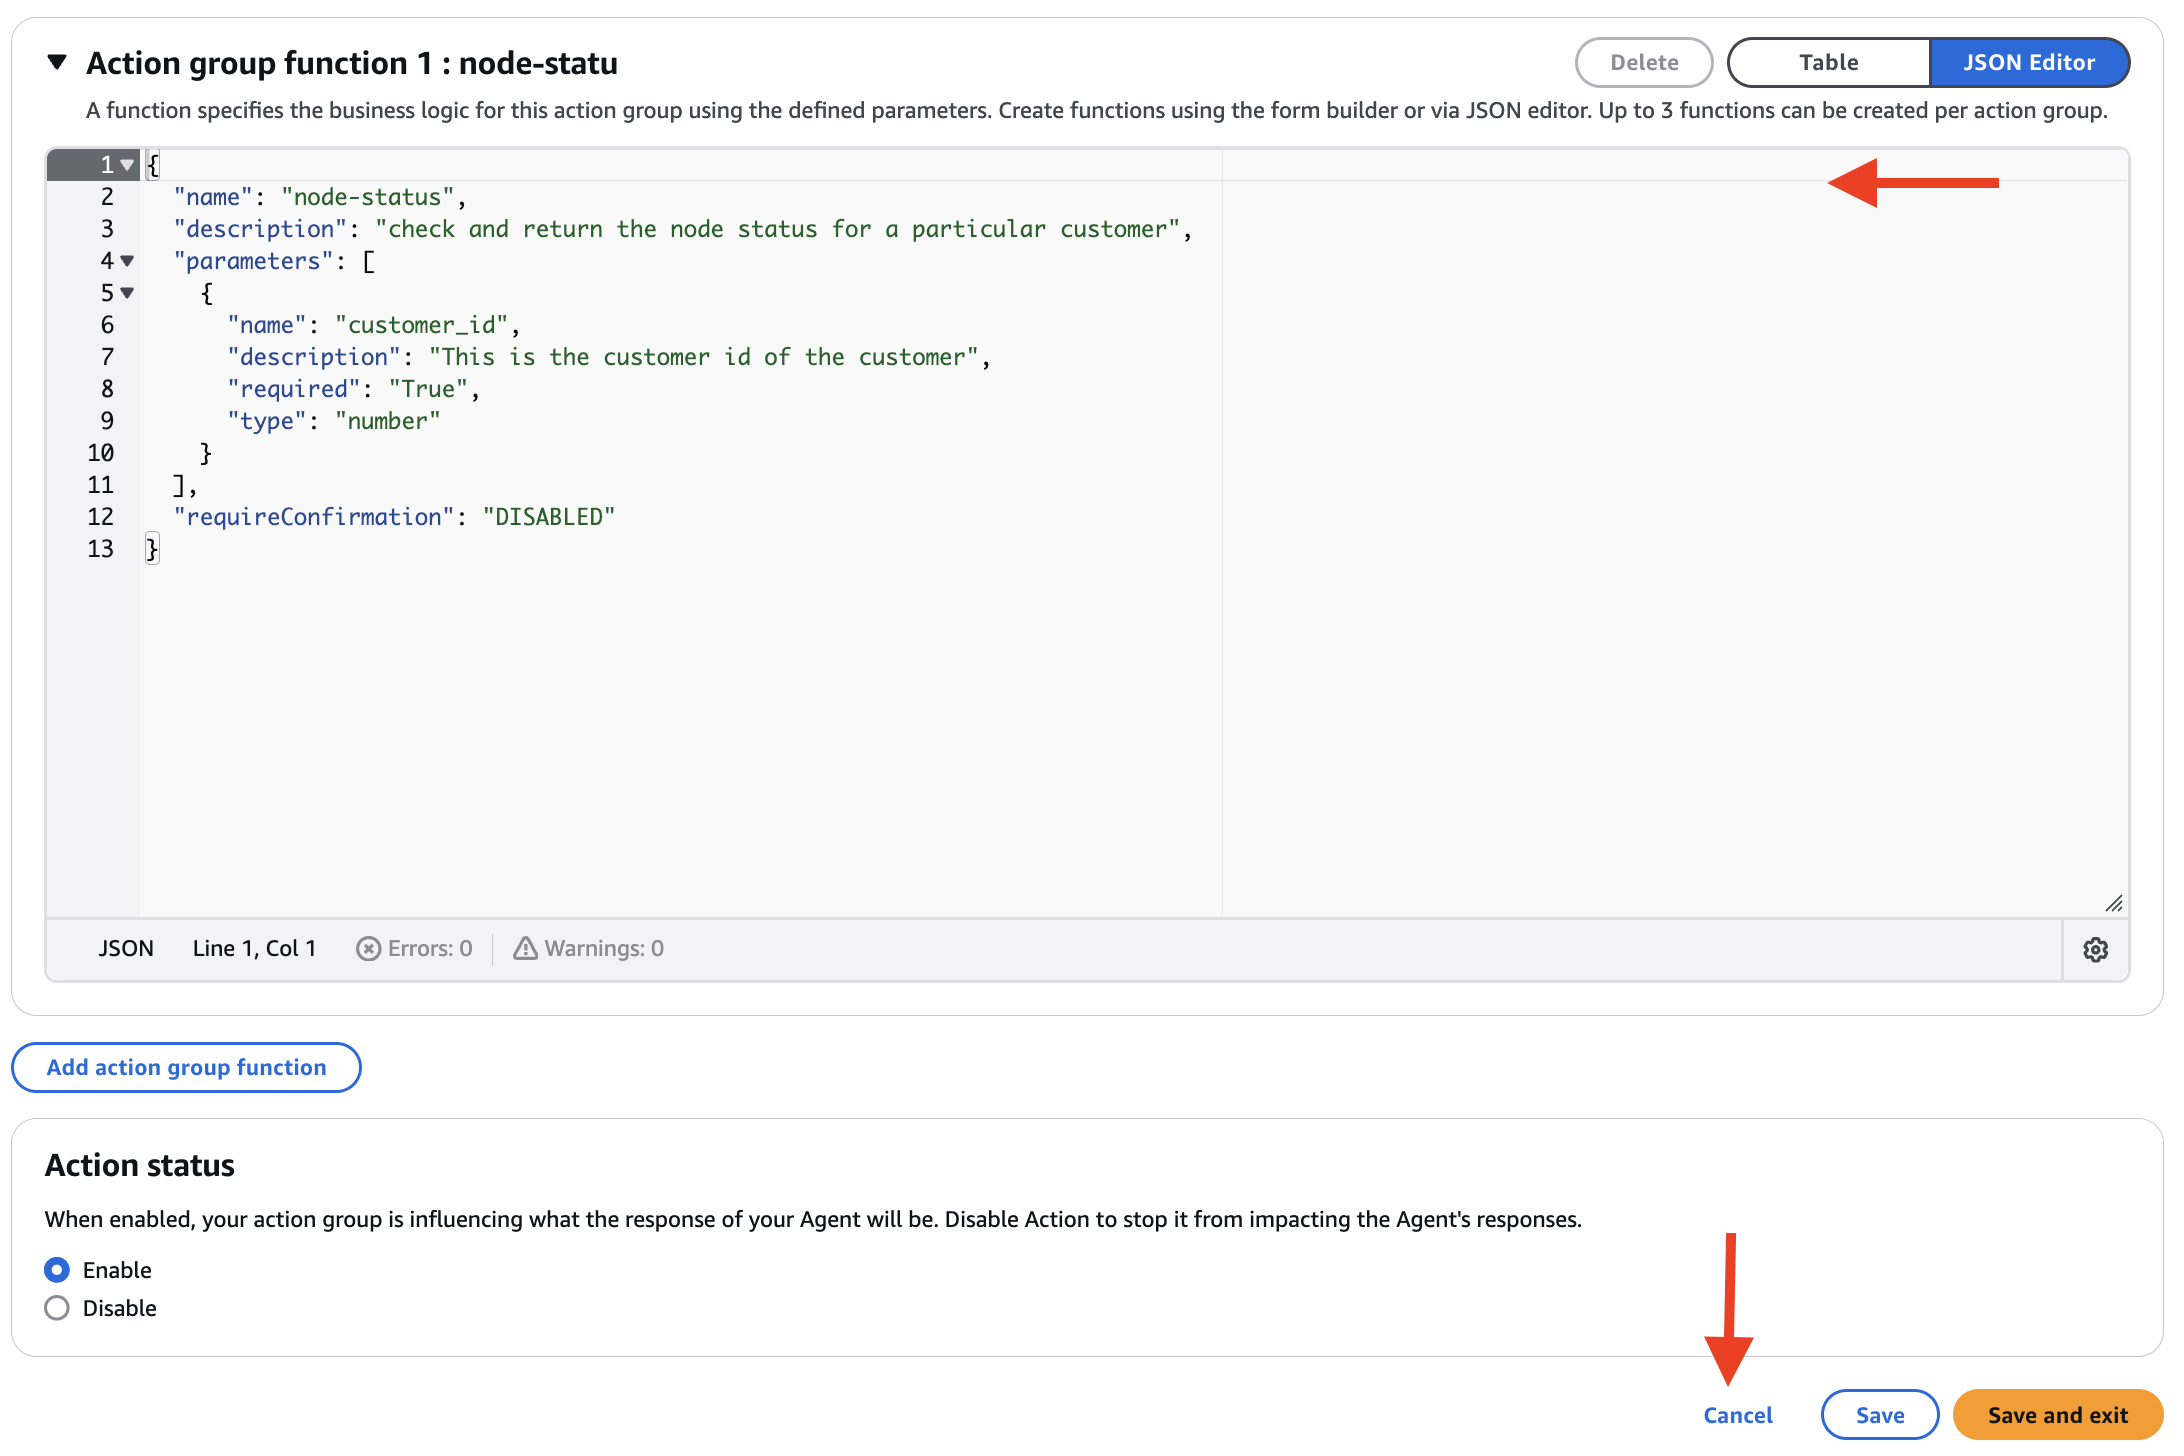 Action group function 1 : node-statu
Delete
Table
JSON Editor
A function specifies the business logic for this action group using the defined parameters. Create functions using the form builder or via JSON editor. Up to 3 functions can be created per action group.
1 {
2 "name": "node-status",
3 "description": "check and return the node status for a particular customer",
4 "parameters": [
5 {
6 "name": "customer_id",
7 "description": "This is the customer id of the customer",
8 "required": "True",
9 "type": "number"
10 }
11 ],
12 "requireConfirmation": "DISABLED"
13 }
JSON Line 1, Col 1 Errors: 0 Warnings: 0
Add action group function
Action status
When enabled, your action group is influencing what the response of your Agent will be. Disable Action to stop it from impacting the Agent's responses.
Enable
Disable
Cancel Save Save and exit